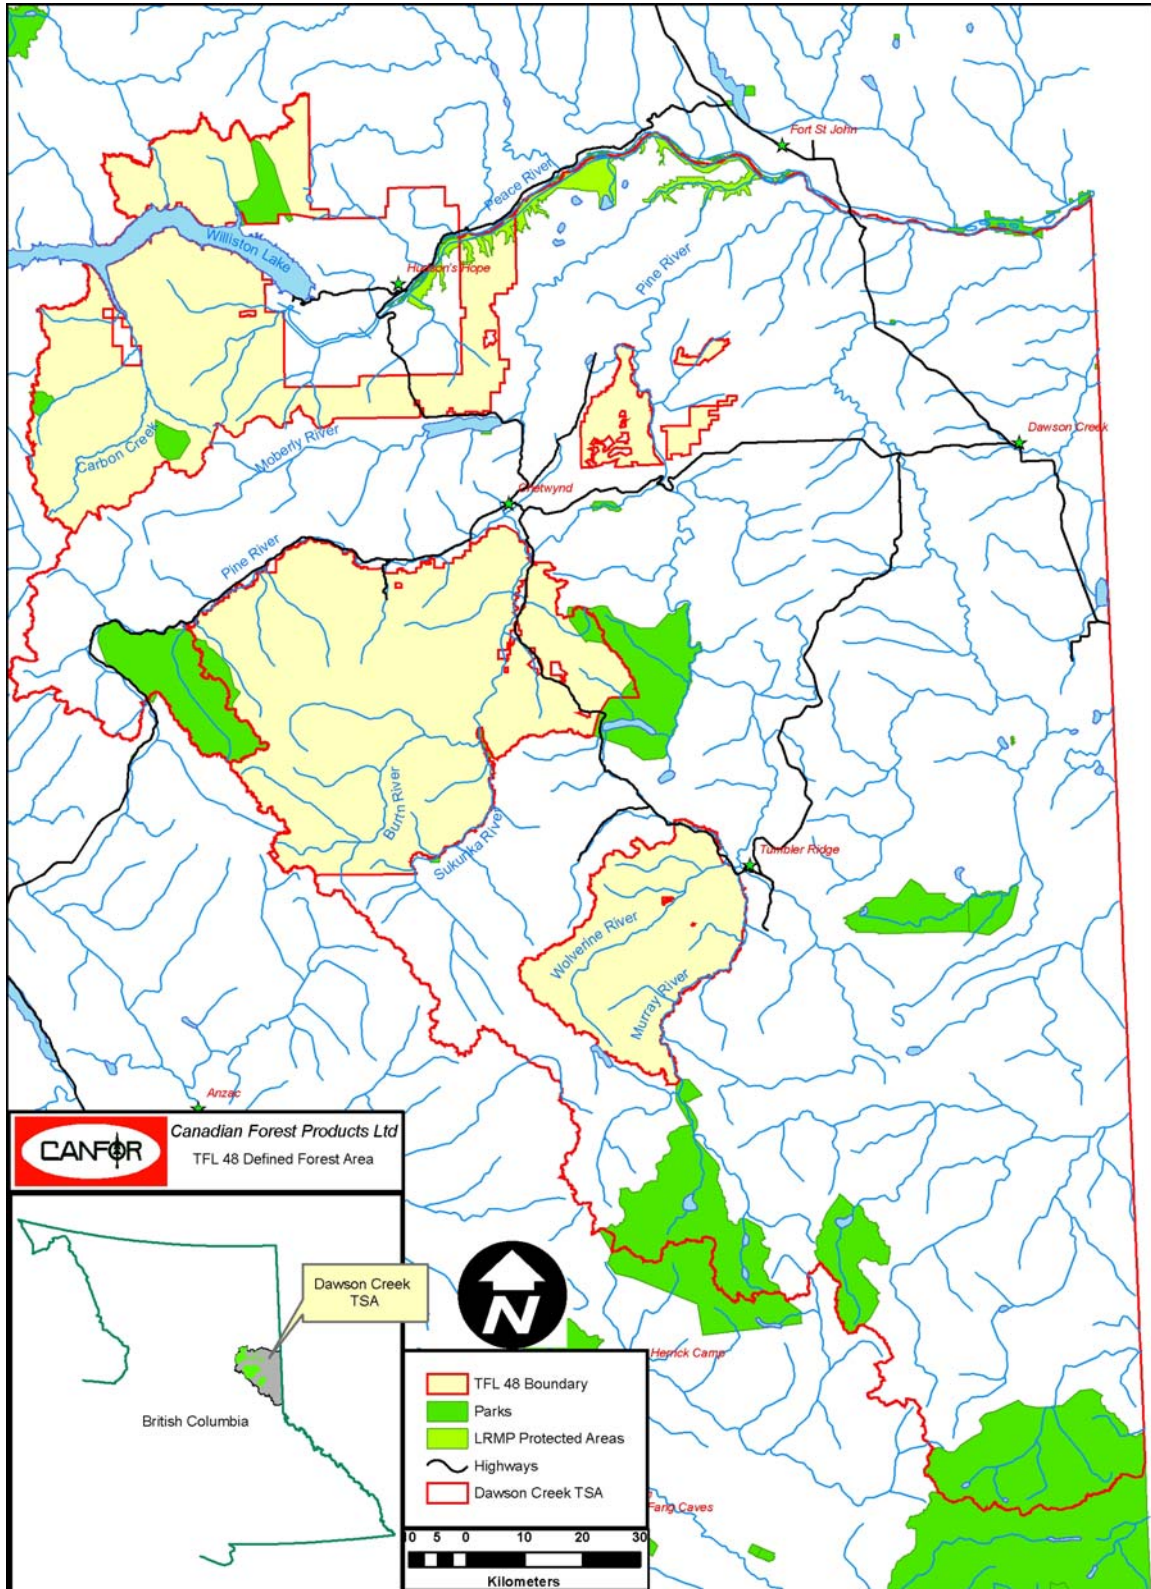 Fort St John
Peace River
Williston Lake
Hudson's Hope
Pine River
Dawson Creek
Carbon Creek
Moberly River
Chetwynd
Pine River
Burnt River
Sukunka River
Tumbler Ridge
Wolverine River
Murray River
Anzac
CANFOR
Canadian Forest Products Ltd
TFL 48 Defined Forest Area
Dawson Creek
TSA
British Columbia
N
Herrick Camp
TFL 48 Boundary
Parks
LRMP Protected Areas
Highways
Dawson Creek TSA
Fang Caves
10 5 0 10 20 30
Kilometers